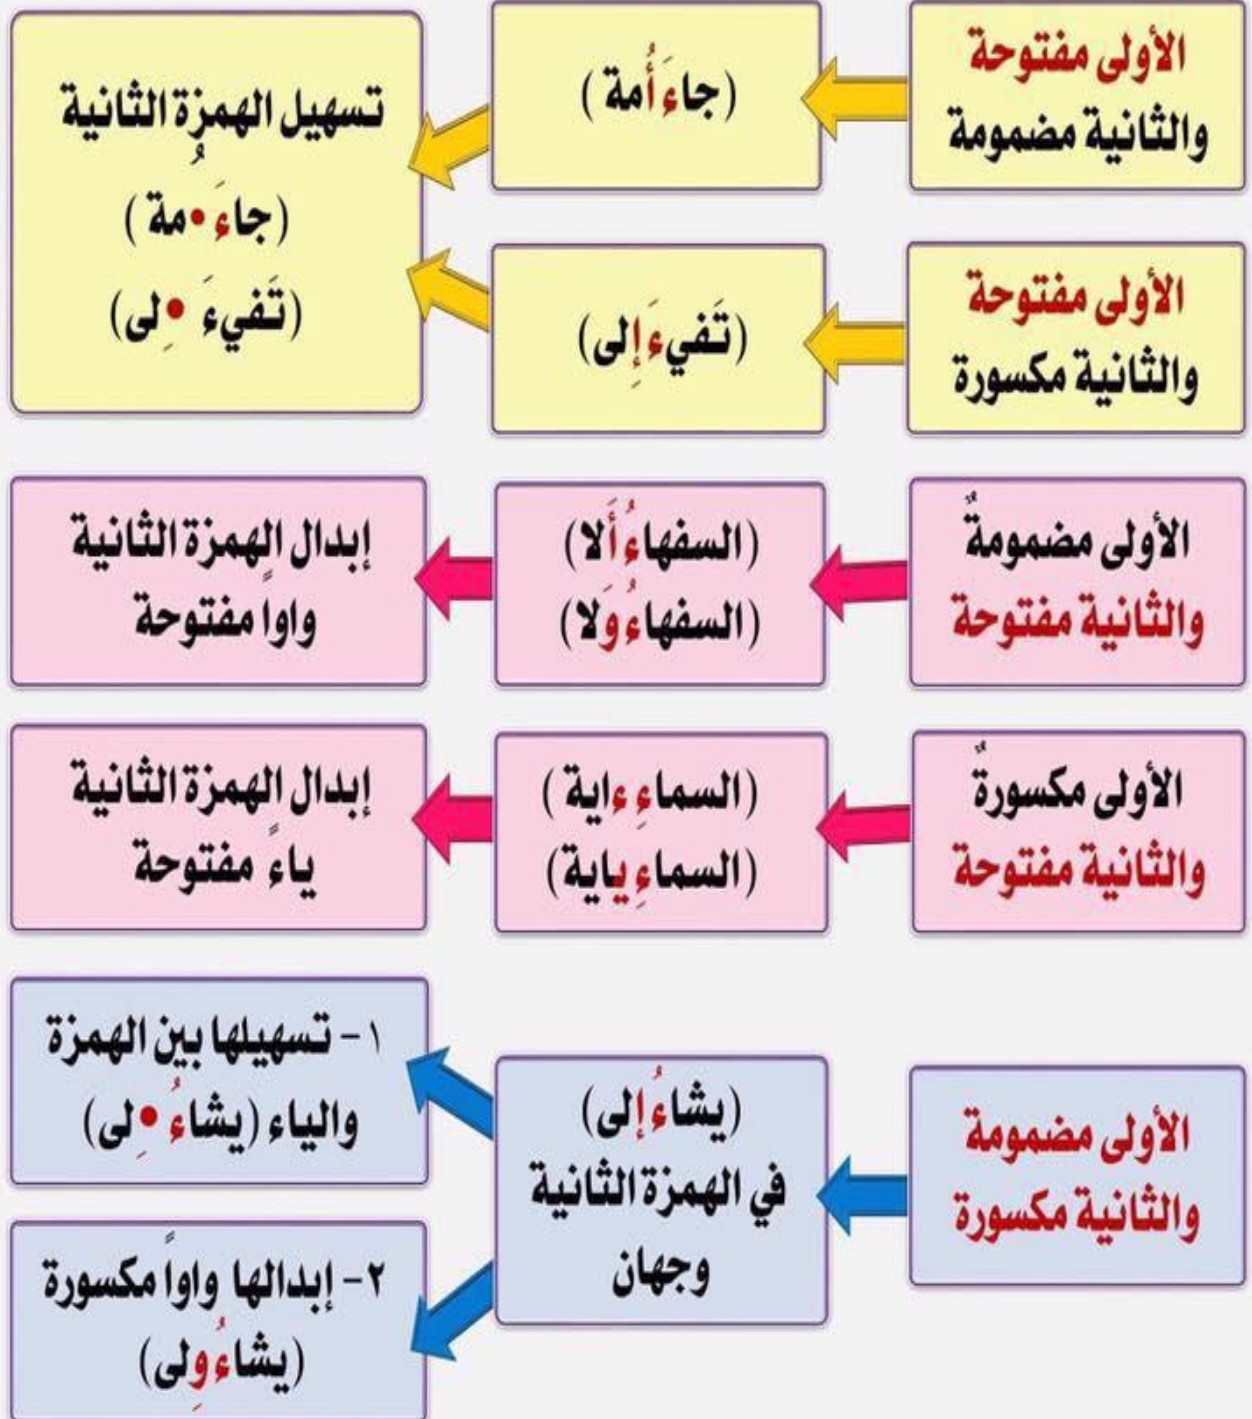 الأولى مفتوحة
والثانية مضمومة
(جاءَ أُمة)
تسهيل الهمزة الثانية
(جاءَ •ُمة)
(تَفيءَ •ِلى)
الأولى مفتوحة
والثانية مكسورة
(تَفيءَ إِلى)
الأولى مضمومةٌ
والثانية مفتوحة
(السفهاءُ أَلا)
(السفهاءُ وَلا)
إبدال الهمزة الثانية
واواً مفتوحة
الأولى مكسورةٌ
والثانية مفتوحة
(السماءِ ءاية)
(السماءِ ياية)
إبدال الهمزة الثانية
ياءً مفتوحة
الأولى مضمومة
والثانية مكسورة
(يشاءُ إلى)
في الهمزة الثانية
وجهان
١- تسهيلها بين الهمزة
والياء (يشاءُ •ِلى)
٢- إبدالها واواً مكسورة
(يشاءُ وِلى)